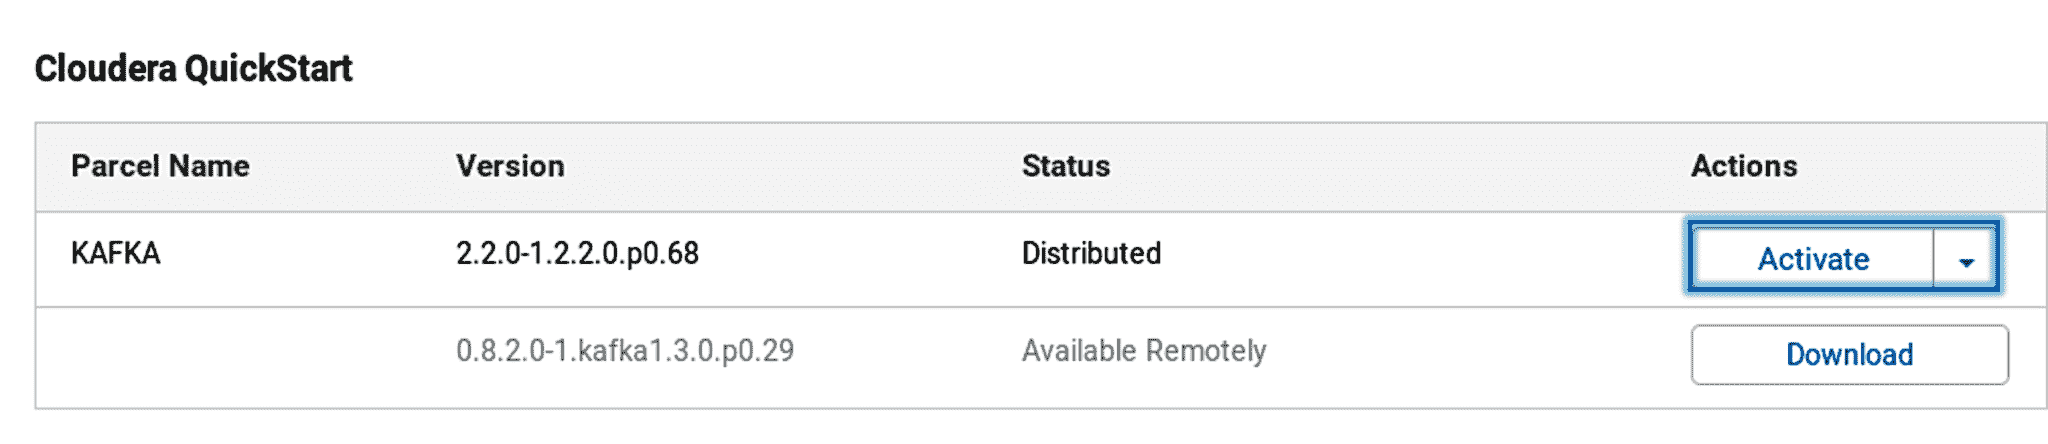 Cloudera QuickStart
Parcel Name Version Status Actions
KAFKA 2.2.0-1.2.2.0.p0.68 Distributed Activate
0.8.2.0-1.kafka1.3.0.p0.29 Available Remotely Download